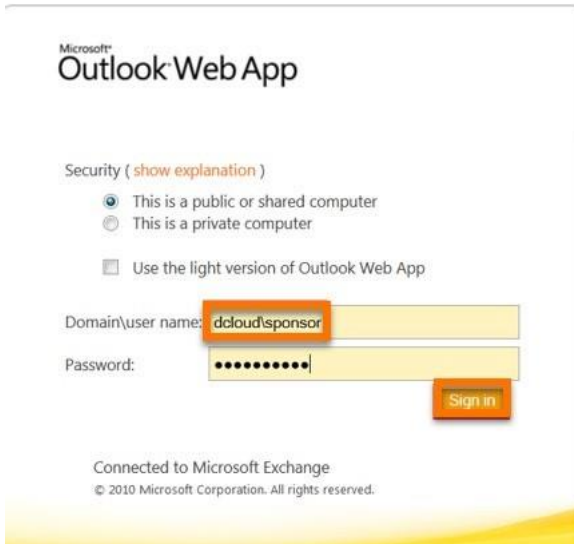 Microsoft®
Outlook Web App
Security ( show explanation )
This is a public or shared computer
This is a private computer
Use the light version of Outlook Web App
Domain\user name: dcloud\sponsor
Password: ●●●●●●●●●●
Sign in
Connected to Microsoft Exchange
© 2010 Microsoft Corporation. All rights reserved.